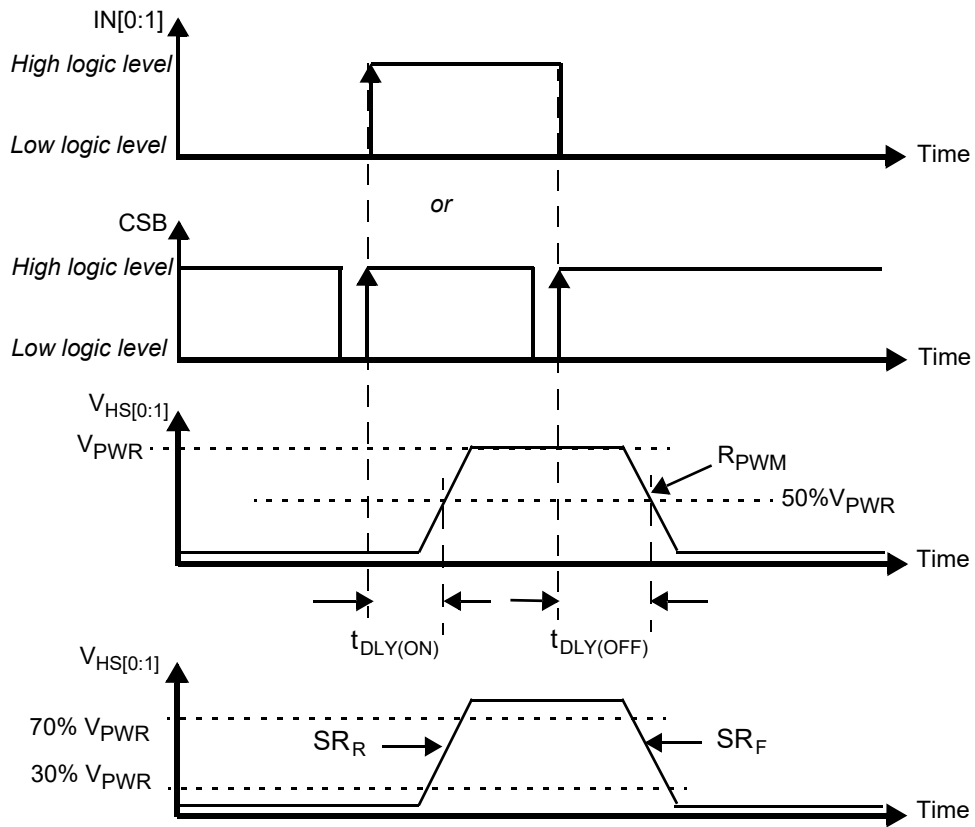 IN[0:1]
High logic level
Low logic level
Time
or
CSB
High logic level
Low logic level
Time
VHS[0:1]
VPWR
RPWM
50%VPWR
Time
tDLY(ON)
tDLY(OFF)
VHS[0:1]
70% VPWR
SRR
SRF
30% VPWR
Time